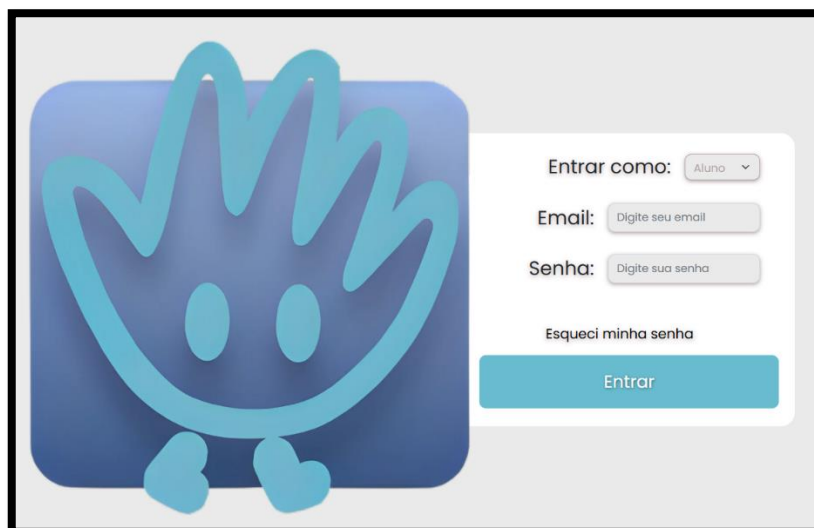 Entrar como: Aluno
Email: Digite seu email
Senha: Digite sua senha
Esqueci minha senha
Entrar